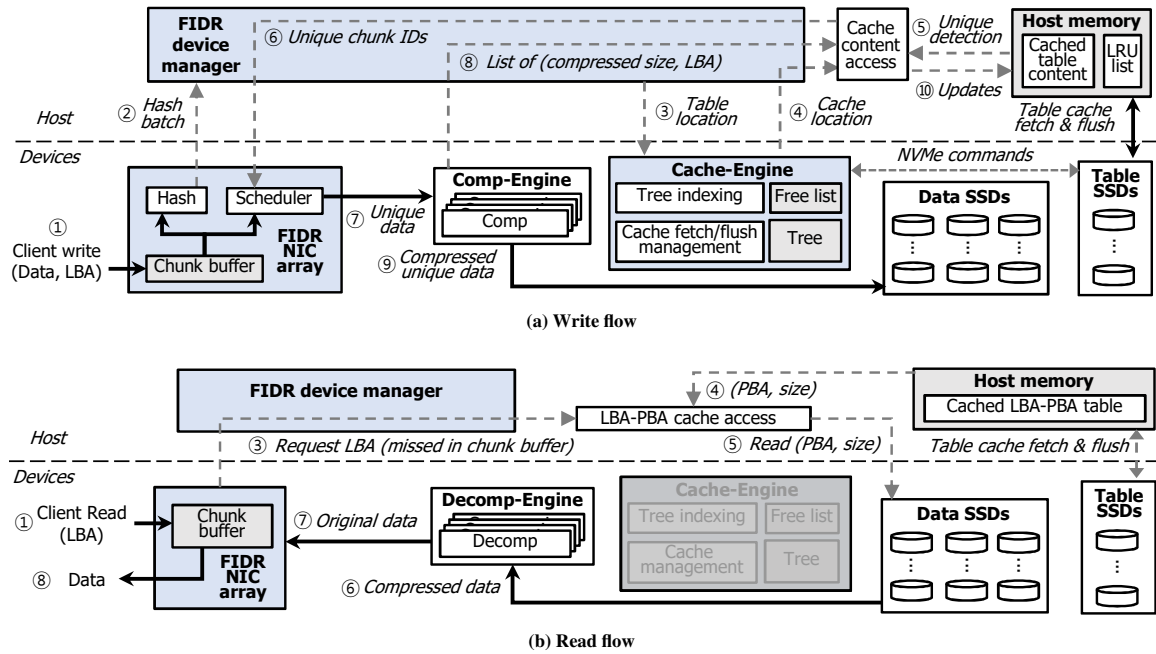 FIDR
device
manager
⑥ Unique chunk IDs
⑧ List of (compressed size, LBA)
Cache
content
access
⑤ Unique
detection
Host memory
Cached
table
content
LRU
list
⑩ Updates
② Hash
batch
③ Table
location
④ Cache
location
Table cache
fetch & flush
Host
Devices
NVMe commands
Hash
Scheduler
①
Client write
(Data, LBA)
Chunk buffer
FIDR
NIC
array
⑦ Unique
data
Comp-Engine
Comp
⑨ Compressed
unique data
Cache-Engine
Tree indexing
Free list
Cache fetch/flush
management
Tree
Data SSDs
Table
SSDs
(a) Write flow
FIDR device manager
④ (PBA, size)
Host memory
Cached LBA-PBA table
LBA-PBA cache access
③ Request LBA (missed in chunk buffer)
⑤ Read (PBA, size)
Table cache fetch & flush
Host
Devices
① Client Read
(LBA)
Chunk
buffer
FIDR
NIC
array
⑧ Data
⑦ Original data
Decomp-Engine
Decomp
⑥ Compressed data
Cache-Engine
Tree indexing
Free list
Cache
management
Tree
Data SSDs
Table
SSDs
(b) Read flow